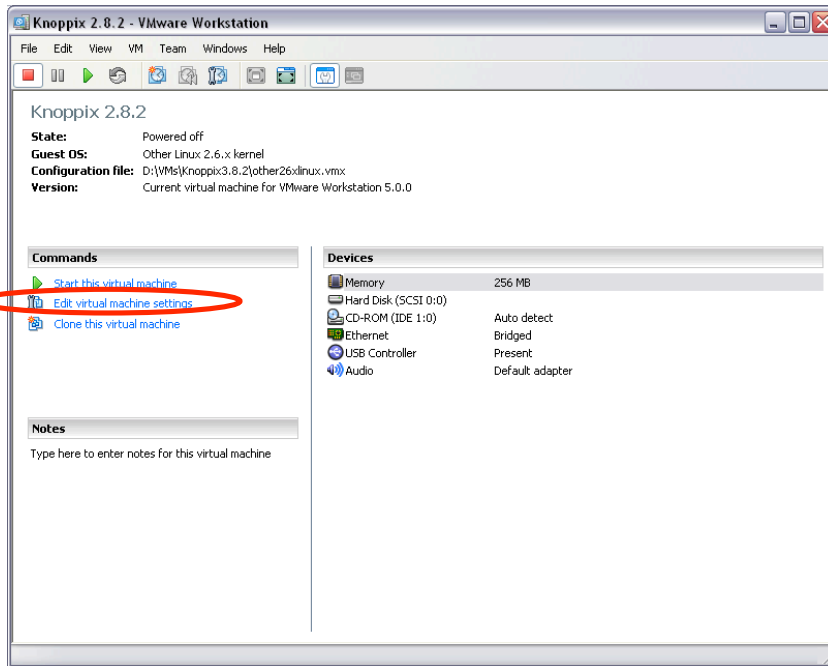 Knoppix 2.8.2 - VMware Workstation
File Edit View VM Team Windows Help
Knoppix 2.8.2
State: Powered off
Guest OS: Other Linux 2.6.x kernel
Configuration file: D:\VMs\Knoppix3.8.2\other26xlinux.vmx
Version: Current virtual machine for VMware Workstation 5.0.0
Commands
Start this virtual machine
Edit virtual machine settings
Clone this virtual machine
Notes
Type here to enter notes for this virtual machine
Devices
Memory 256 MB
Hard Disk (SCSI 0:0)
CD-ROM (IDE 1:0) Auto detect
Ethernet Bridged
USB Controller Present
Audio Default adapter